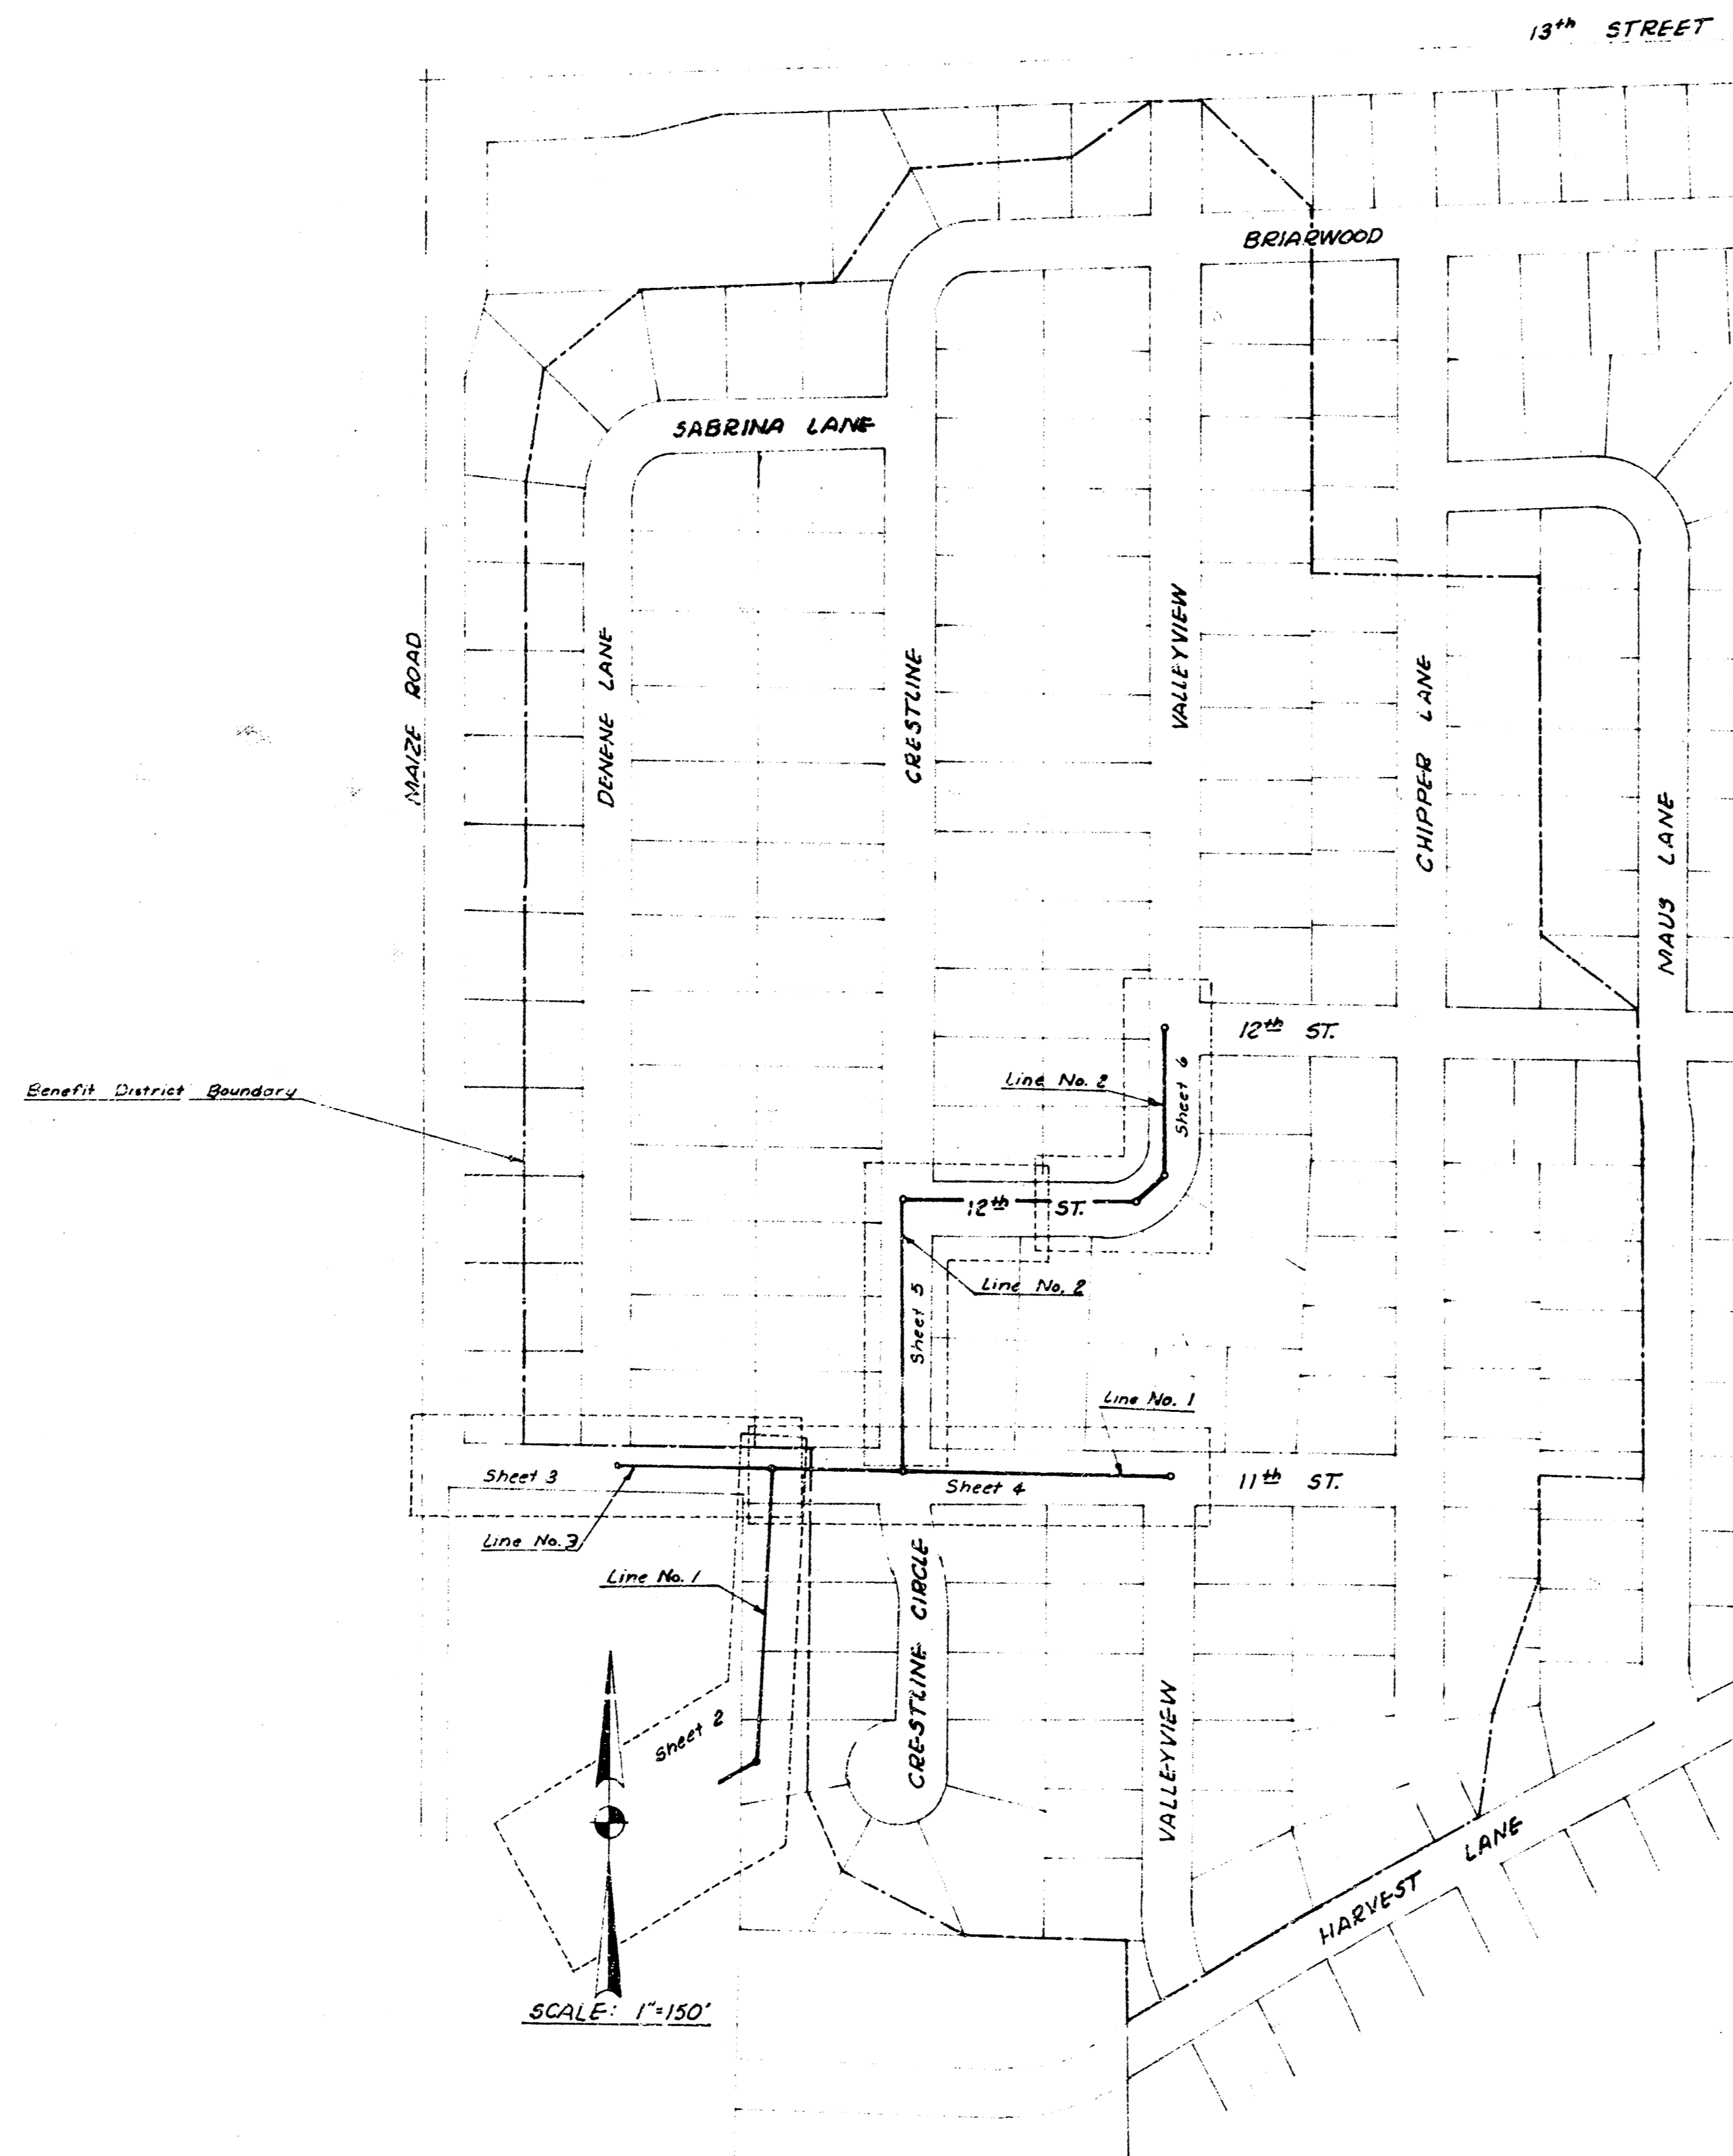 13th STREET
BRIARWOOD
SABRINA LANE
MAIZE ROAD
DENENE LANE
CRESTLINE
VALLEYVIEW
CHIPPER LANE
MAUS LANE
12th ST.
Line No. 2
Sheet 6
Benefit District Boundary
12th ST.
Line No. 2
Sheet 5
Line No. 1
Sheet 3
Sheet 4
11th ST.
Line No. 3
Line No. 1
CRESTLINE CIRCLE
Sheet 2
VALLEYVIEW
HARVEST LANE
SCALE: 1"=150'